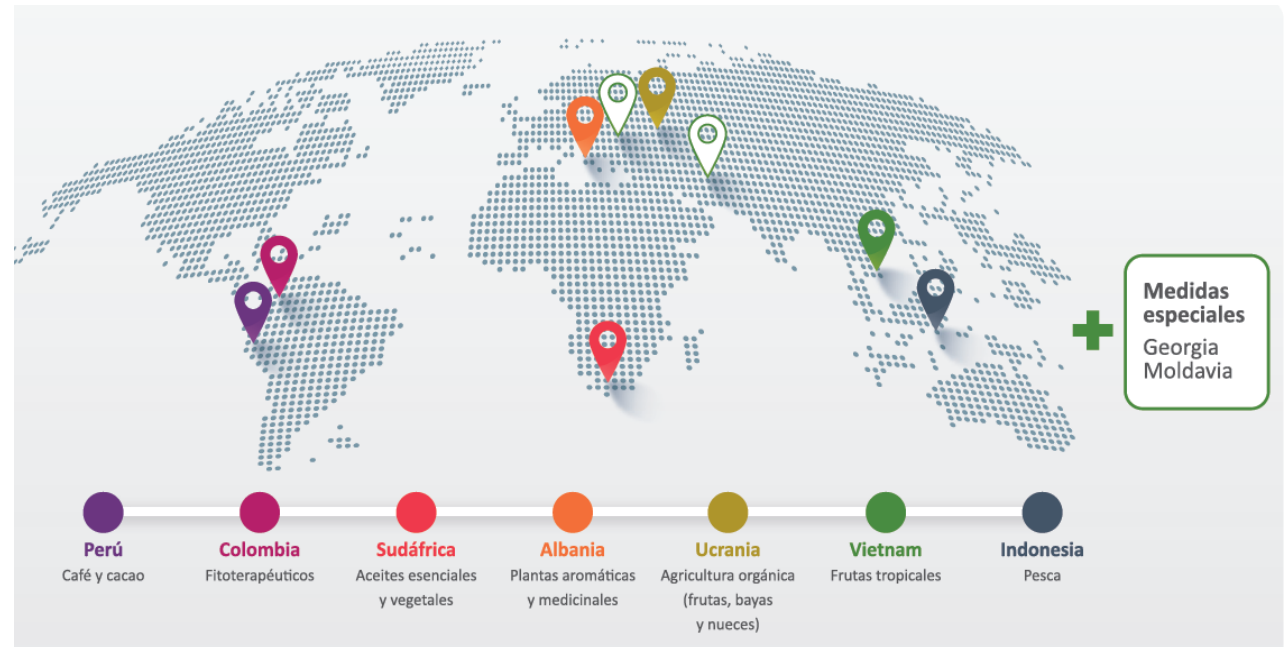 Medidas
especiales
Georgia
Moldavia
Perú
Café y cacao
Colombia
Fitoterapéuticos
Sudáfrica
Aceites esenciales
y vegetales
Albania
Plantas aromáticas
y medicinales
Ucrania
Agricultura orgánica
(frutas, bayas
y nueces)
Vietnam
Frutas tropicales
Indonesia
Pesca